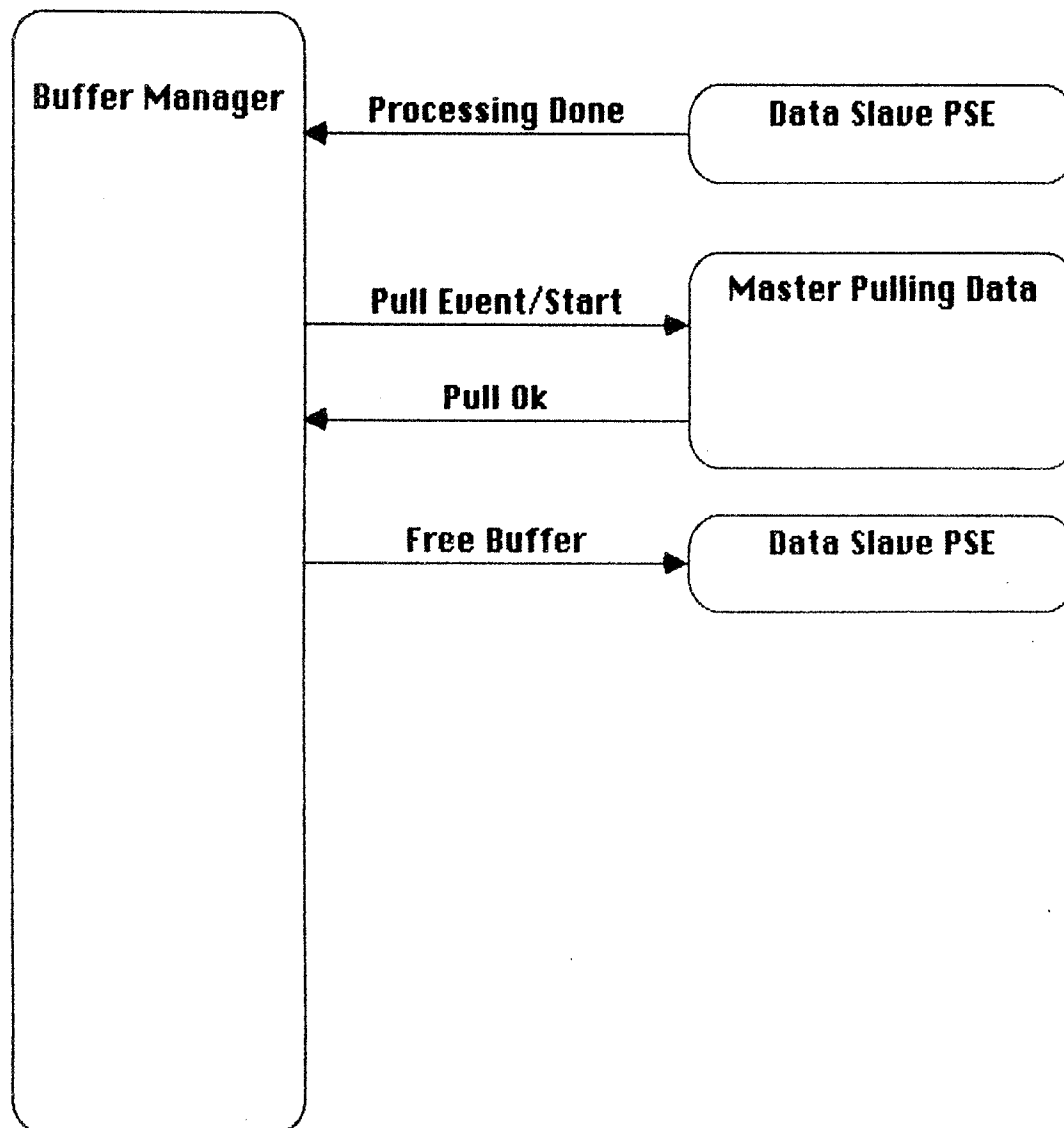 Buffer Manager
Processing Done
Data Slave PSE
Pull Event/Start
Master Pulling Data
Pull Ok
Free Buffer
Data Slave PSE